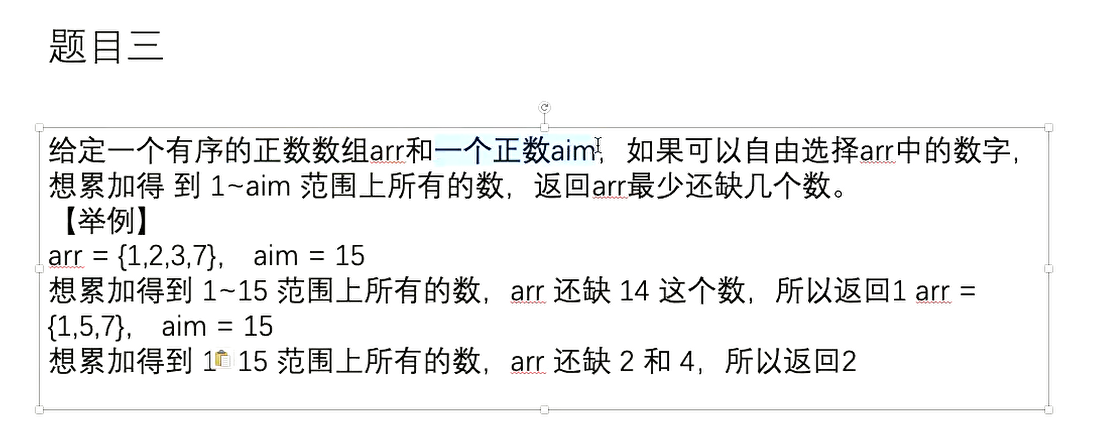 题目三
给定一个有序的正数数组arr和一个正数aim，如果可以自由选择arr中的数字，
想累加得 到 1~aim 范围上所有的数，返回arr最少还缺几个数。
【举例】
arr = {1,2,3,7}， aim = 15
想累加得到 1~15 范围上所有的数，arr 还缺 14 这个数，所以返回1 arr =
{1,5,7}， aim = 15
想累加得到 1 15 范围上所有的数，arr 还缺 2 和 4，所以返回2